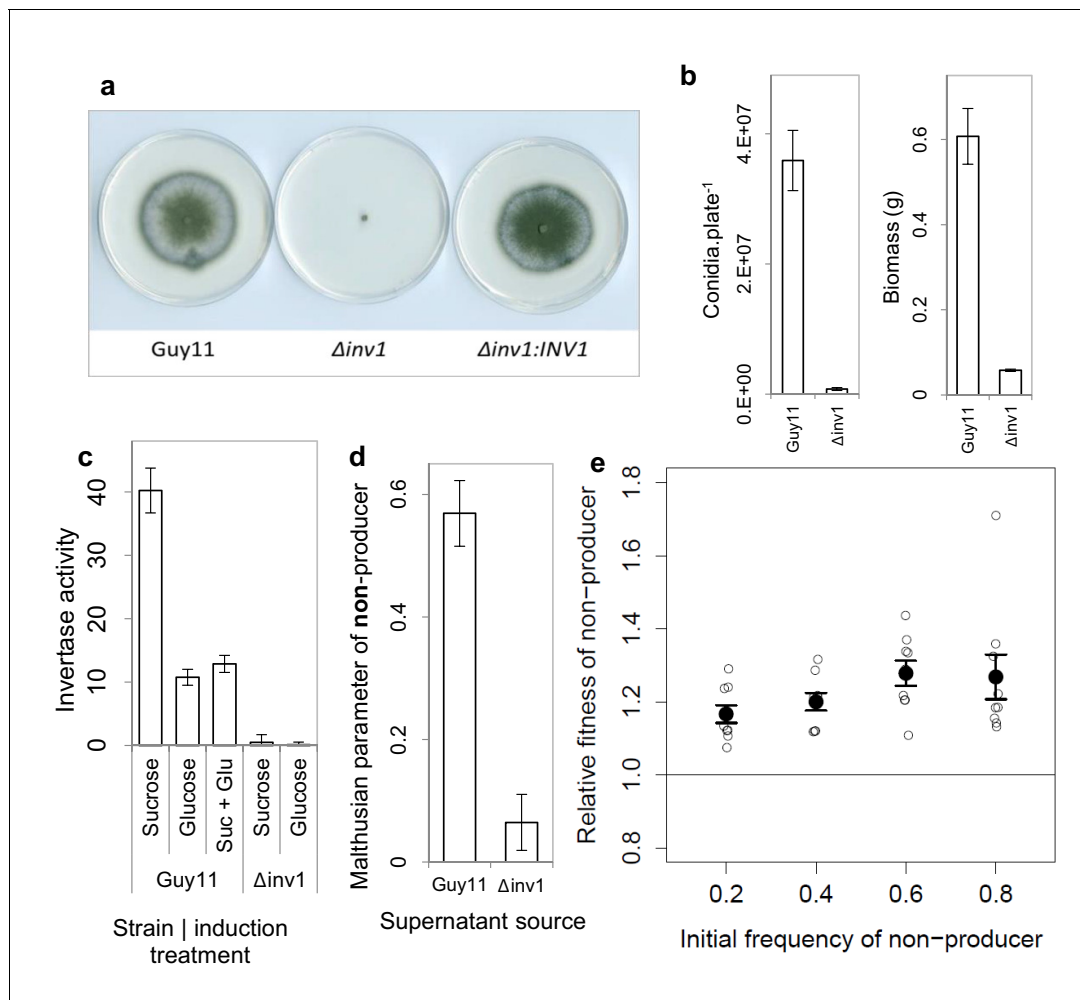 a
Guy11
Δinv1
Δinv1:INV1
b
Conidia.plate-1
4.E+07
2.E+07
0.E+00
Guy11
Δinv1
Biomass (g)
0.6
0.4
0.2
0
Guy11
Δinv1
c
Invertase activity
40
30
20
10
0
Sucrose
Glucose
Suc + Glu
Sucrose
Glucose
Guy11
Δinv1
Strain | induction
treatment
d
Malthusian parameter of non-producer
0.6
0.4
0.2
0
Guy11
Δinv1
Supernatant source
e
Relative fitness of non−producer
1.8
1.6
1.4
1.2
1.0
0.8
0.2 0.4 0.6 0.8
Initial frequency of non−producer